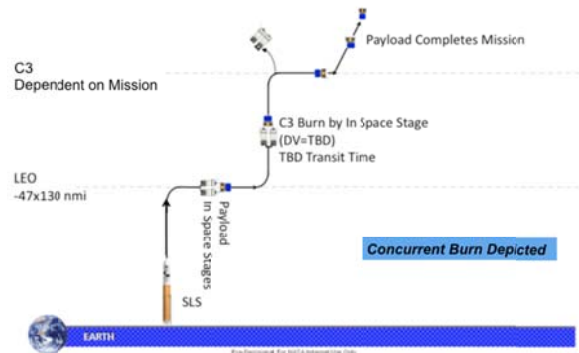 Payload Completes Mission
C3
Dependent on Mission
C3 Burn by In Space Stage
(DV=TBD)
TBD Transit Time
LEO
-47x130 nmi
Payload
In Space Stages
Concurrent Burn Depicted
SLS
EARTH